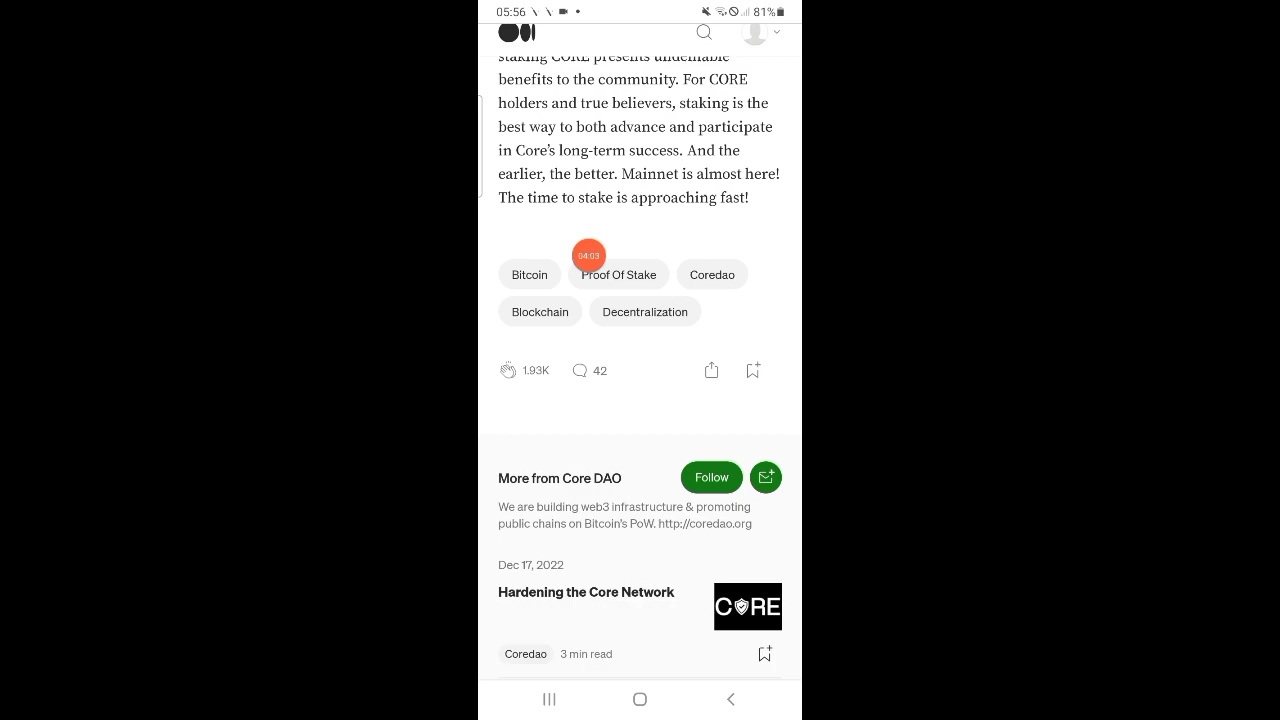 05:56 81%
staking CORE presents undeniable
benefits to the community. For CORE
holders and true believers, staking is the
best way to both advance and participate
in Core’s long-term success. And the
earlier, the better. Mainnet is almost here!
The time to stake is approaching fast!
04:03
Bitcoin Proof Of Stake Coredao
Blockchain Decentralization
1.93K 42
More from Core DAO Follow
We are building web3 infrastructure & promoting
public chains on Bitcoin's PoW. http://coredao.org
Dec 17, 2022
Hardening the Core Network
CORE
Coredao 3 min read